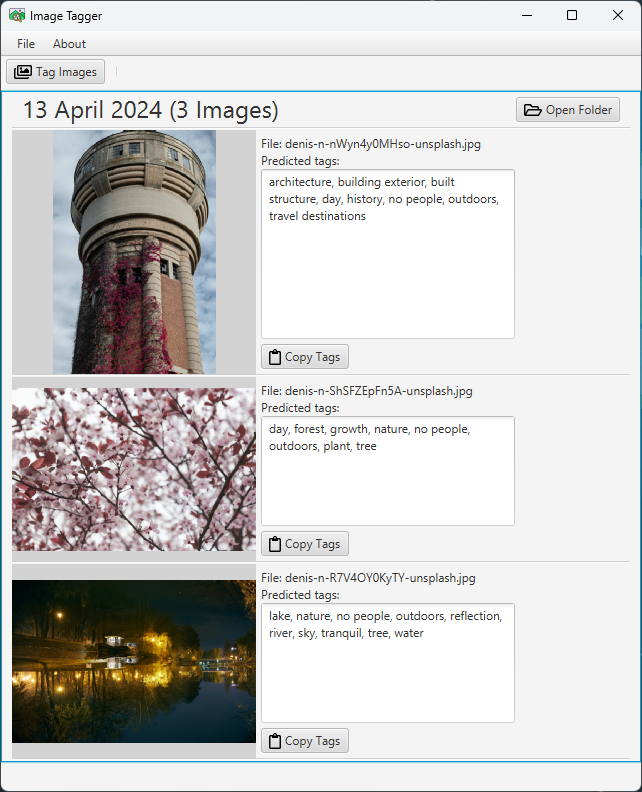 Image Tagger
File About
Tag Images
13 April 2024 (3 Images)
Open Folder
File: denis-n-nWyn4y0MHso-unsplash.jpg
Predicted tags:
architecture, building exterior, built
structure, day, history, no people, outdoors,
travel destinations
Copy Tags
File: denis-n-ShSFZEpFn5A-unsplash.jpg
Predicted tags:
day, forest, growth, nature, no people,
outdoors, plant, tree
Copy Tags
File: denis-n-R7V4OY0KyTY-unsplash.jpg
Predicted tags:
lake, nature, no people, outdoors, reflection,
river, sky, tranquil, tree, water
Copy Tags